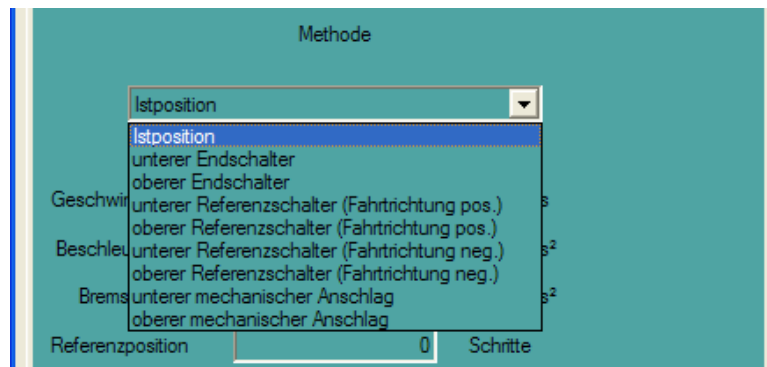 Methode
Istposition
Istposition
unterer Endschalter
oberer Endschalter
unterer Referenzschalter (Fahrtrichtung pos.)
oberer Referenzschalter (Fahrtrichtung pos.)
unterer Referenzschalter (Fahrtrichtung neg.)
oberer Referenzschalter (Fahrtrichtung neg.)
unterer mechanischer Anschlag
oberer mechanischer Anschlag
Referenzposition 0 Schritte